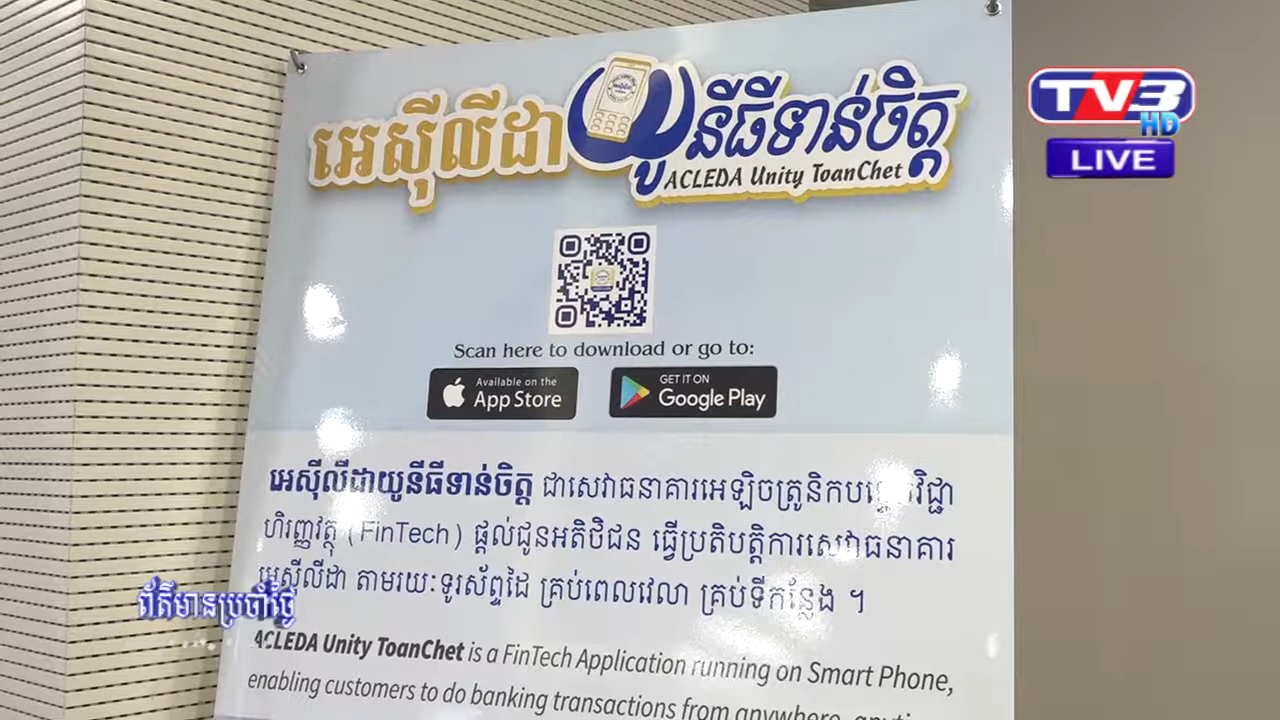 TV3
HD
LIVE
អេស៊ីលីដា យូនីធីទាន់ចិត្ត
ACLEDA Unity ToanChet
Scan here to download or go to:
Available on the
App Store
GET IT ON
Google Play
អេស៊ីលីដាយូនីធីទាន់ចិត្ត ជាសេវាធនាគារអេឡិចត្រូនិក
ហិរញ្ញវត្ថុ (FinTech) ផ្តល់ជូនអតិថិជន ធ្វើប្រតិបត្តិការសេវាធនាគារ
អេស៊ីលីដា តាមរយៈទូរស័ព្ទដៃ គ្រប់ពេលវេលា គ្រប់ទីកន្លែង ។
ព័ត៌មានប្រចាំថ្ងៃ
ACLEDA Unity ToanChet is a FinTech Application running on Smart Phone,
enabling customers to do banking transactions from anywhere,